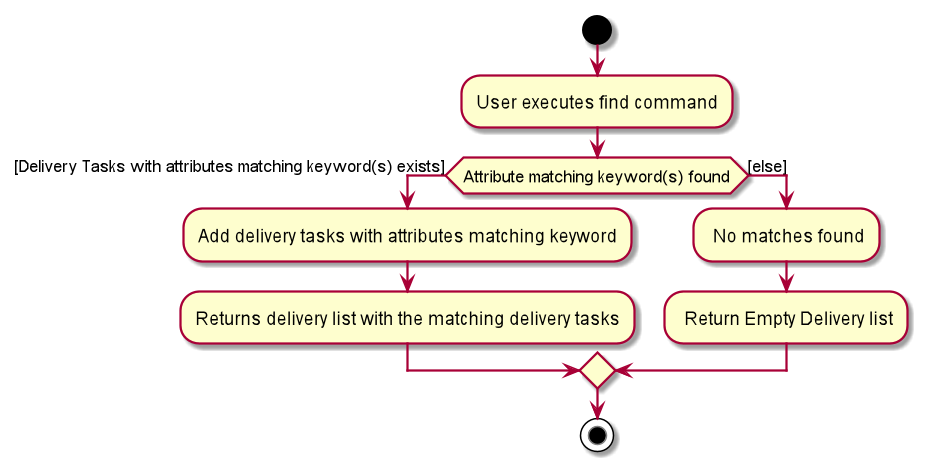 User executes find command
[Delivery Tasks with attributes matching keyword(s) exists]
Attribute matching keyword(s) found
[else]
Add delivery tasks with attributes matching keyword
No matches found
Returns delivery list with the matching delivery tasks
Return Empty Delivery list